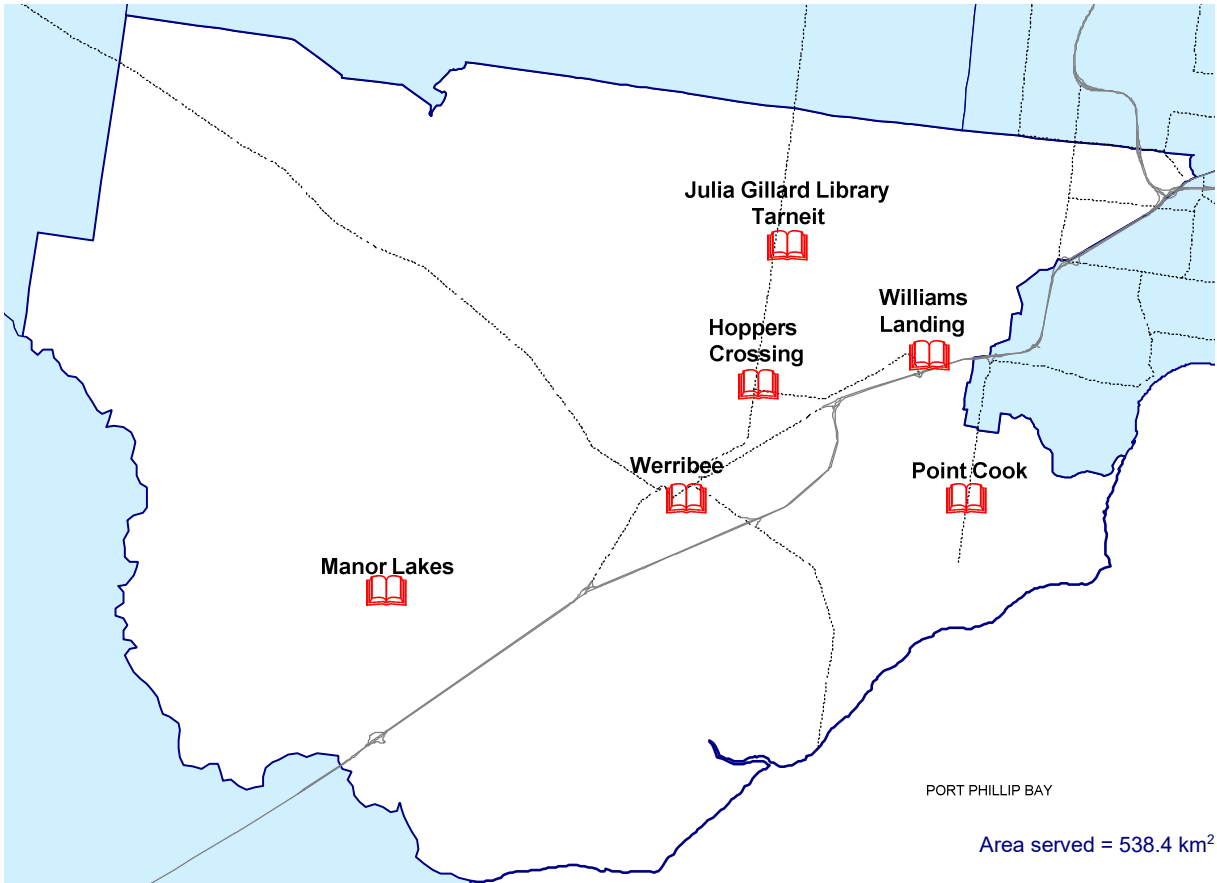 Julia Gillard Library
Tarneit
Williams
Landing
Hoppers
Crossing
Werribee
Point Cook
Manor Lakes
PORT PHILLIP BAY
Area served = 538.4 km²